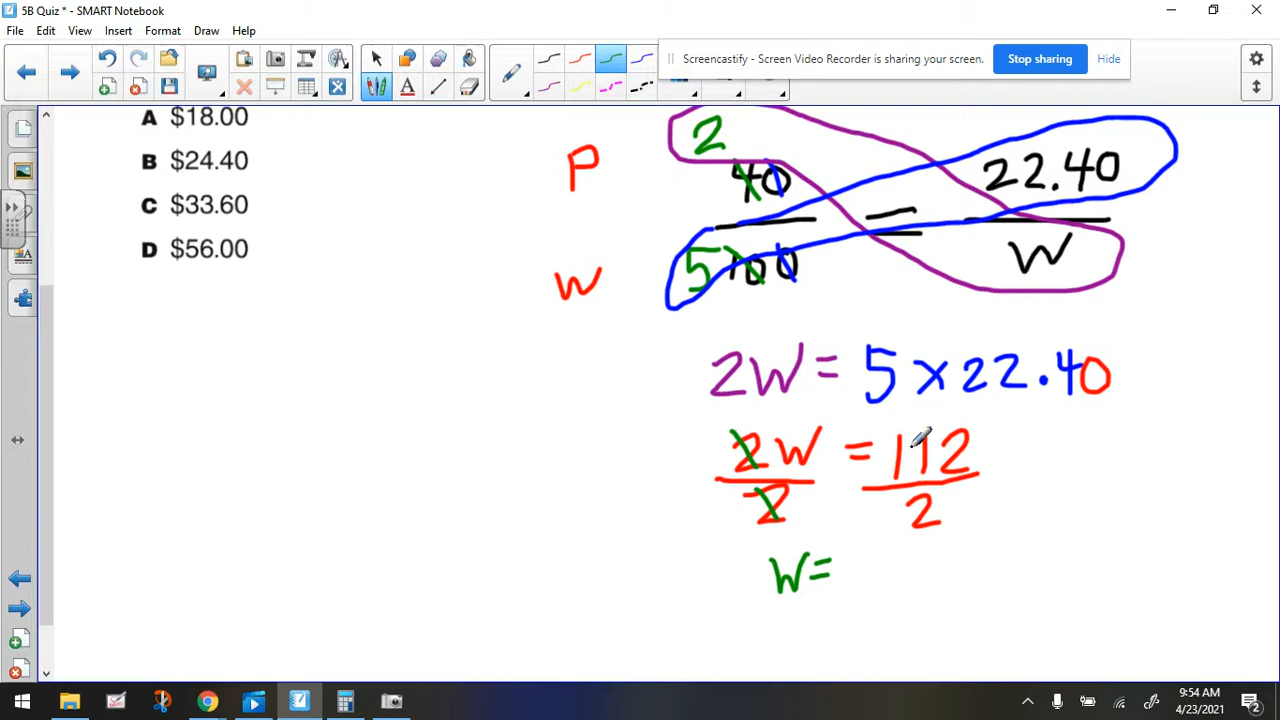 5B Quiz * - SMART Notebook
File Edit View Insert Format Draw Help
Screencastify - Screen Video Recorder is sharing your screen. Stop sharing Hide
A $18.00
B $24.40
C $33.60
D $56.00
P 2 40 = 22.40
W 5 100 W
2W = 5 x 22.40
2W = 112
2 2
W =
9:54 AM
4/23/2021
2